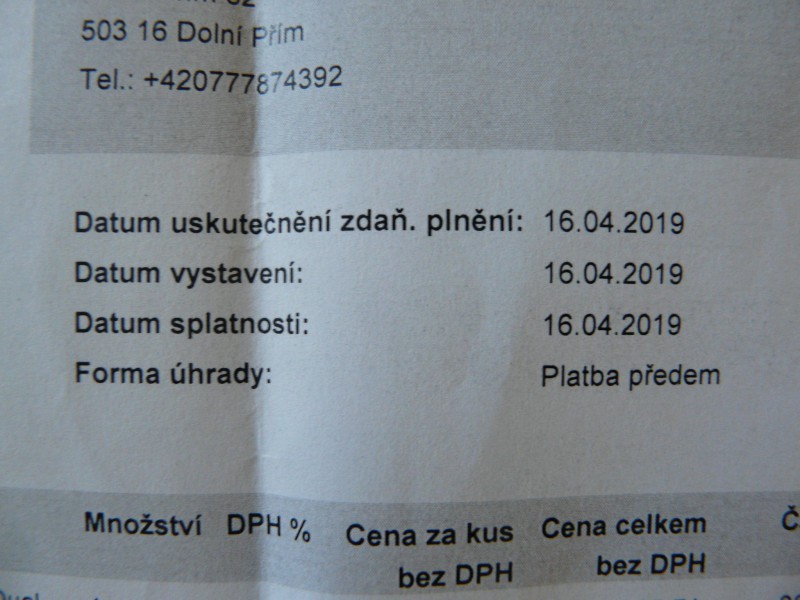 503 16 Dolní Přím
Tel.: +420777874392
Datum uskutečnění zdaň. plnění: 16.04.2019
Datum vystavení: 16.04.2019
Datum splatnosti: 16.04.2019
Forma úhrady: Platba předem
Množství DPH % Cena za kus bez DPH Cena celkem bez DPH